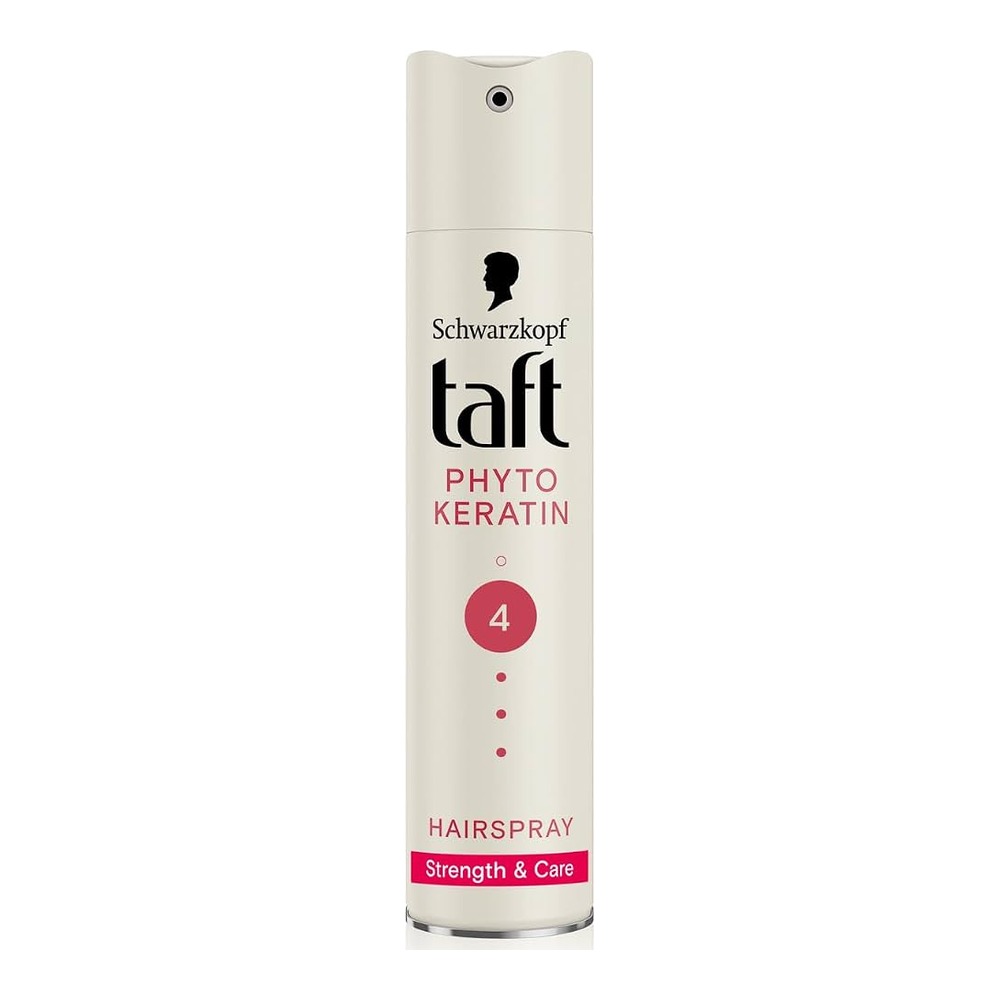 Schwarzkopf
taft
PHYTO
KERATIN
4
HAIRSPRAY
Strength & Care